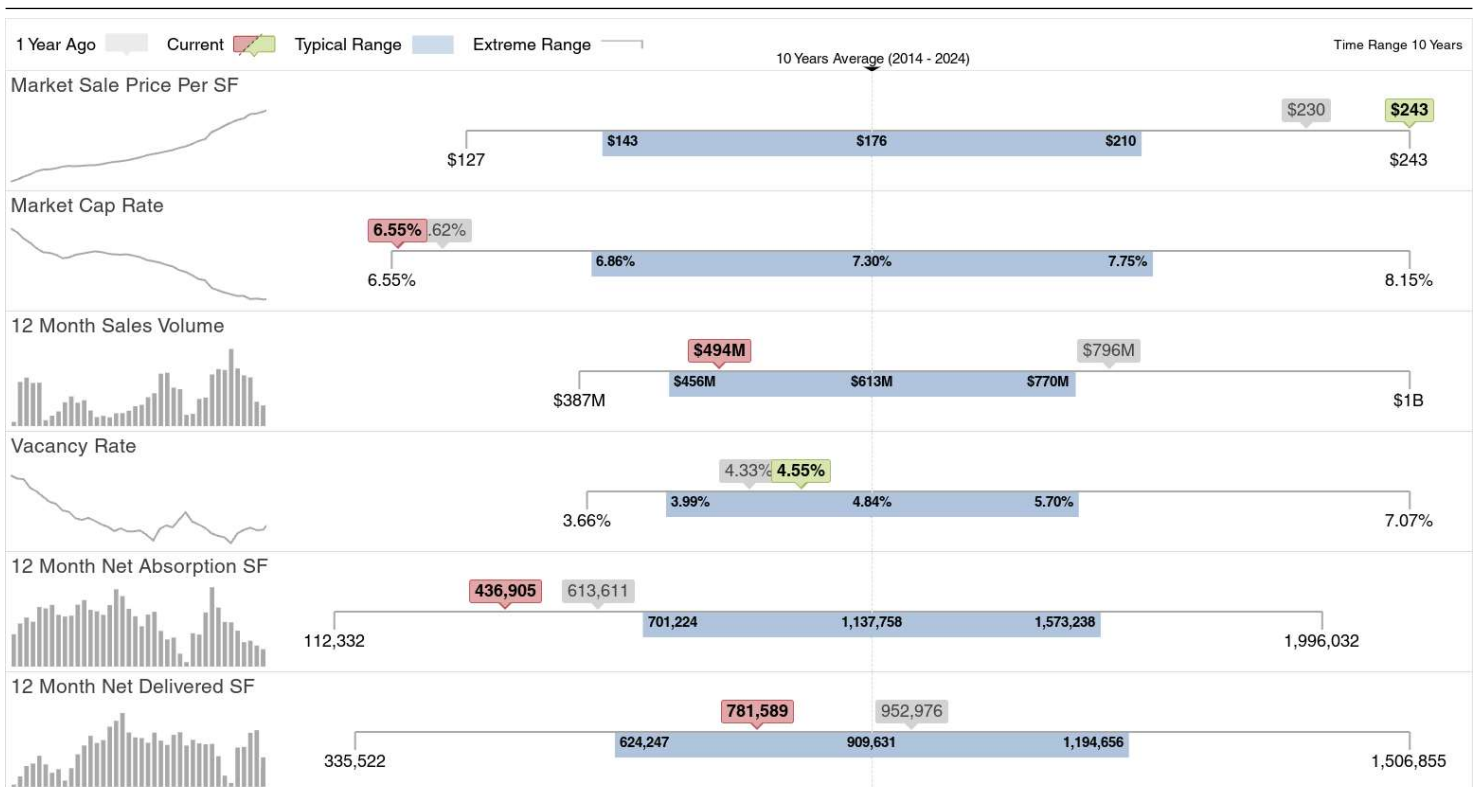 1 Year Ago Current Typical Range Extreme Range Time Range 10 Years
10 Years Average (2014 - 2024)
Market Sale Price Per SF
$230 $243
$143 $176 $210
$127 $243
Market Cap Rate
6.55% .62%
6.86% 7.30% 7.75%
6.55% 8.15%
12 Month Sales Volume
$494M $796M
$456M $613M $770M
$387M $1B
Vacancy Rate
4.33% 4.55%
3.99% 4.84% 5.70%
3.66% 7.07%
12 Month Net Absorption SF
436,905 613,611
701,224 1,137,758 1,573,238
112,332 1,996,032
12 Month Net Delivered SF
781,589 952,976
624,247 909,631 1,194,656
335,522 1,506,855